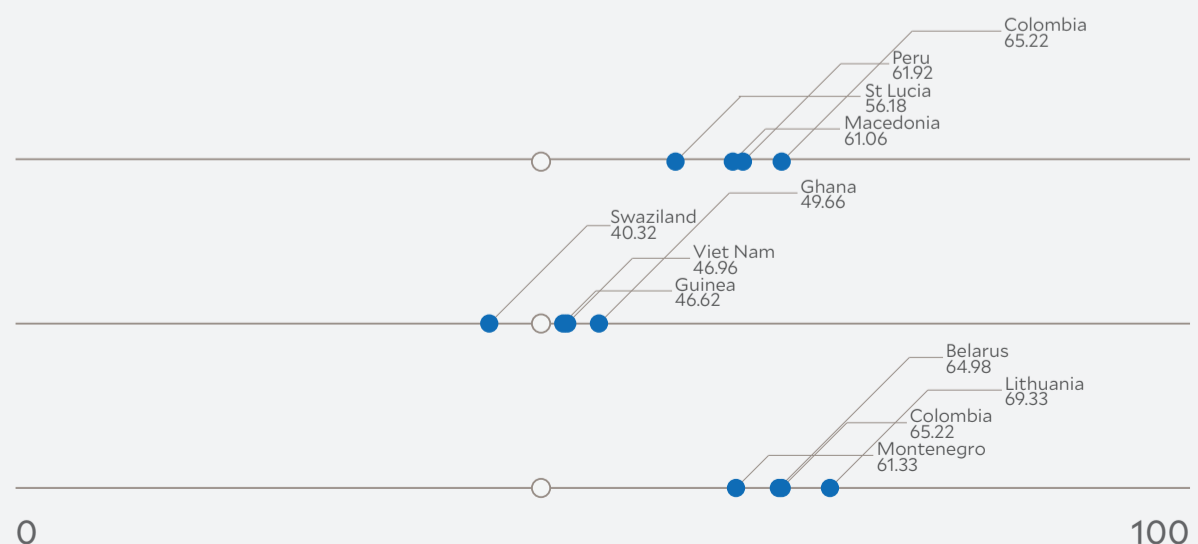 Colombia
65.22
Peru
61.92
St Lucia
56.18
Macedonia
61.06
Ghana
49.66
Swaziland
40.32
Viet Nam
46.96
Guinea
46.62
Belarus
64.98
Lithuania
69.33
Colombia
65.22
Montenegro
61.33
0
100